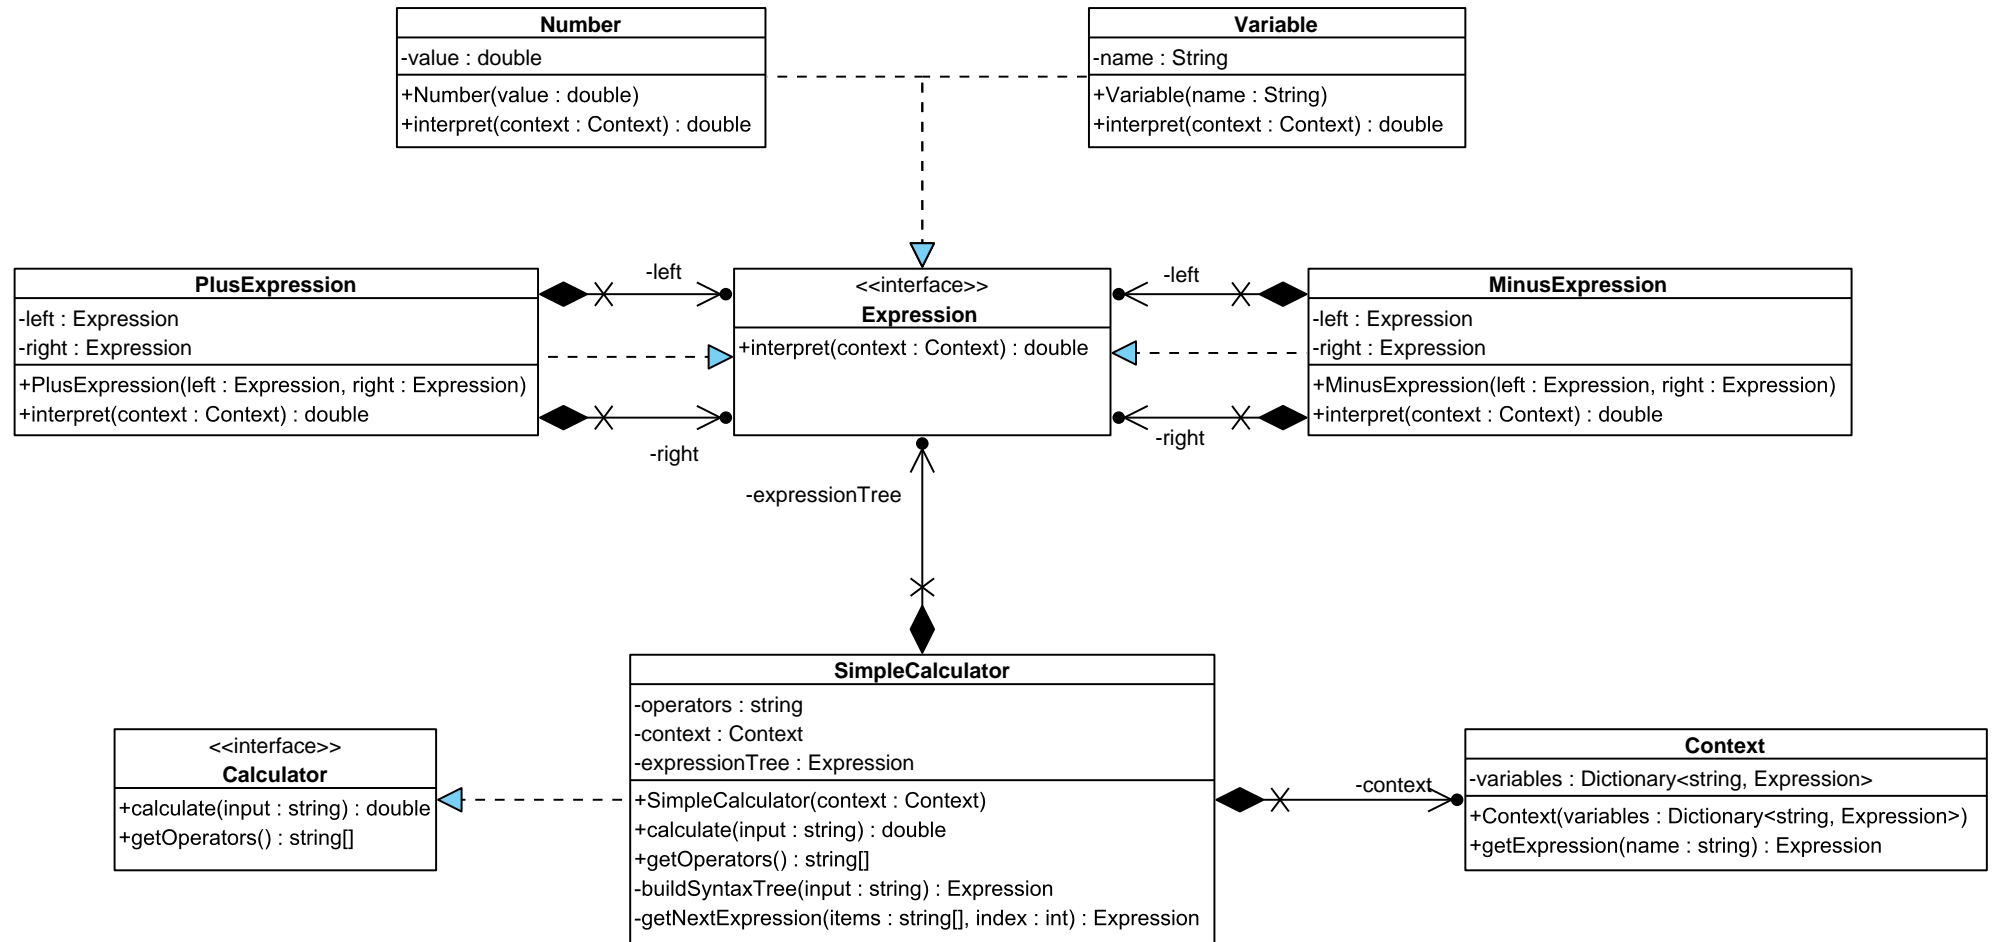 Number
-value : double
+Number(value : double)
+interpret(context : Context) : double
Variable
-name : String
+Variable(name : String)
+interpret(context : Context) : double
PlusExpression
-left : Expression
-right : Expression
+PlusExpression(left : Expression, right : Expression)
+interpret(context : Context) : double
-left
-right
<<interface>>
Expression
+interpret(context : Context) : double
-left
-right
MinusExpression
-left : Expression
-right : Expression
+MinusExpression(left : Expression, right : Expression)
+interpret(context : Context) : double
-expressionTree
<<interface>>
Calculator
+calculate(input : string) : double
+getOperators() : string[]
SimpleCalculator
-operators : string
-context : Context
-expressionTree : Expression
+SimpleCalculator(context : Context)
+calculate(input : string) : double
+getOperators() : string[]
-buildSyntaxTree(input : string) : Expression
-getNextExpression(items : string[], index : int) : Expression
-context
Context
-variables : Dictionary<string, Expression>
+Context(variables : Dictionary<string, Expression>)
+getExpression(name : string) : Expression